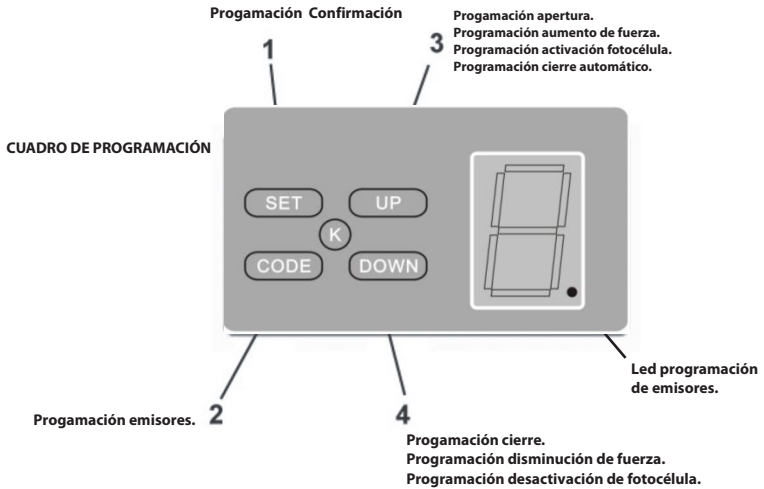 Progamación Confirmación
1
Progamación apertura.
Programación aumento de fuerza.
Programación activación fotocélula.
Programación cierre automático.
3
CUADRO DE PROGRAMACIÓN
SET
UP
K
CODE
DOWN
Led programación
de emisores.
Progamación emisores.
2
4
Progamación cierre.
Programación disminución de fuerza.
Programación desactivación de fotocélula.